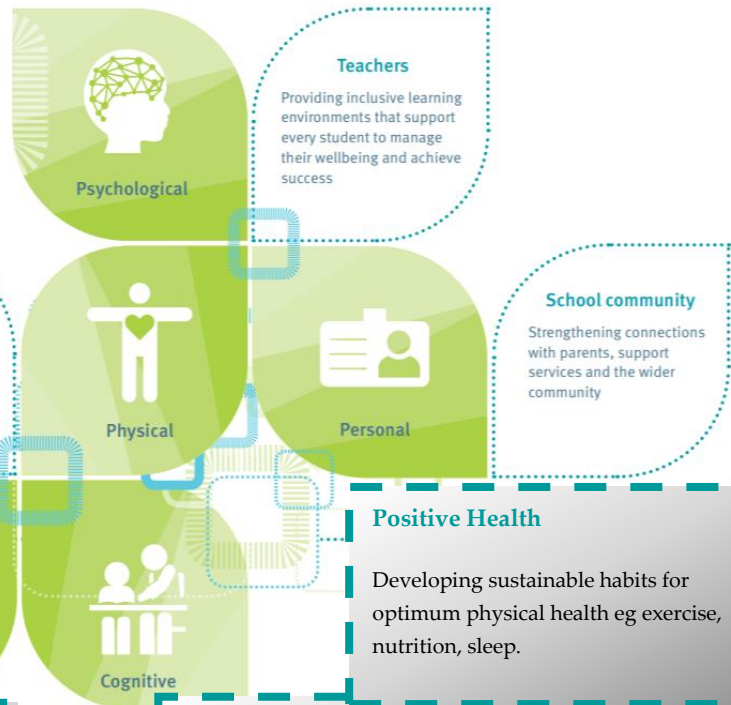 Teachers
Providing inclusive learning
environments that support
every student to manage
their wellbeing and achieve
success
Psychological
School community
Strengthening connections
with parents, support
services and the wider
community
Physical
Personal
Positive Health
Developing sustainable habits for
optimum physical health eg exercise,
nutrition, sleep.
Cognitive